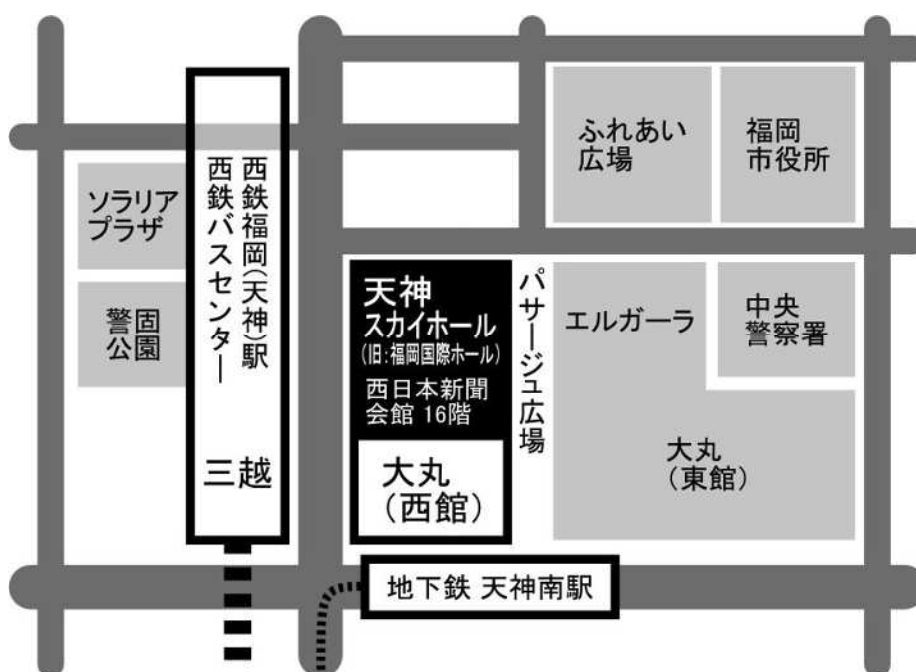 ふれあい
広場
福岡
市役所
ソラリア
プラザ
西鉄福岡(天神)駅
西鉄バスセンター
警固
公園
三越
天神
スカイホール
(旧:福岡国際ホール)
西日本新聞
会館 16階
大丸
(西館)
パサージュ広場
エルガーラ
中央
警察署
大丸
(東館)
地下鉄 天神南駅